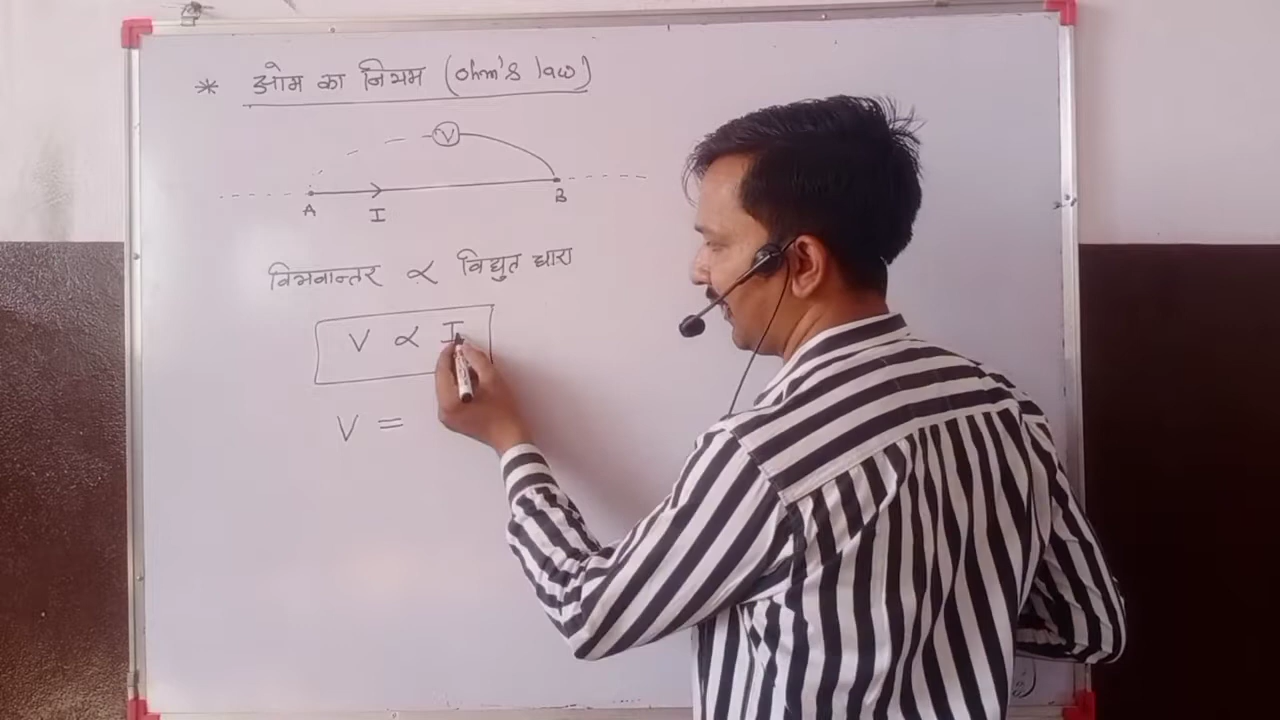 * ओम का नियम (ohm's law)
V
A I B
विभवान्तर ∝ विद्युत धारा
V ∝ I
V =